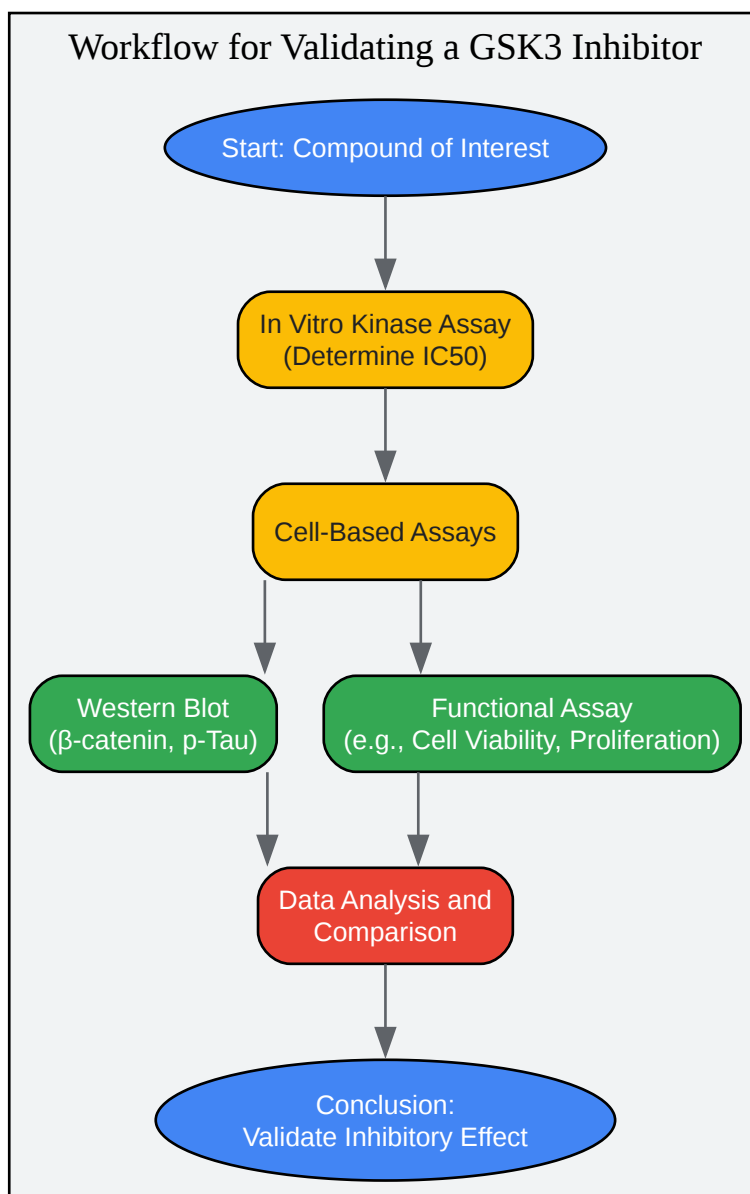 Workflow for Validating a GSK3 Inhibitor
Start: Compound of Interest
In Vitro Kinase Assay
(Determine IC50)
Cell-Based Assays
Western Blot
(β-catenin, p-Tau)
Functional Assay
(e.g., Cell Viability, Proliferation)
Data Analysis and
Comparison
Conclusion:
Validate Inhibitory Effect